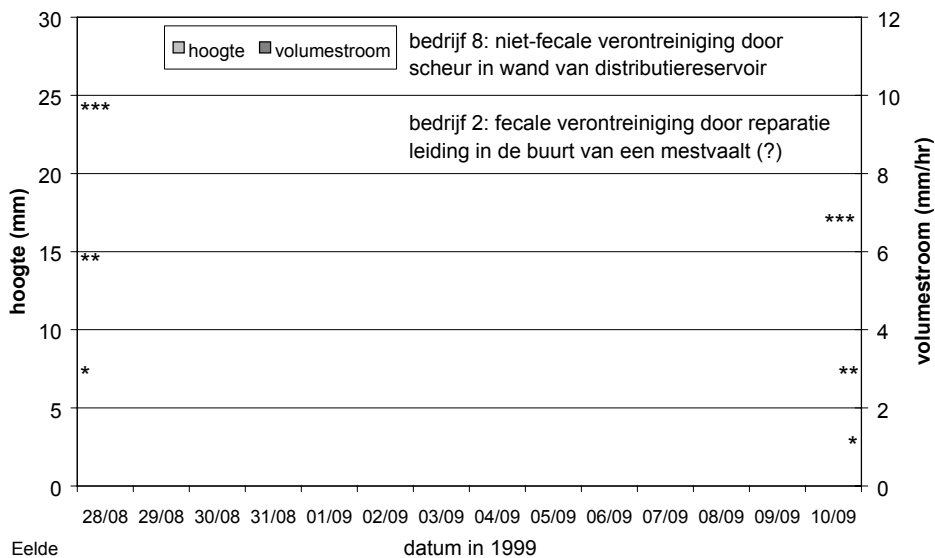 30
12
hoogte
volumestroom
bedrijf 8: niet-fecale verontreiniging door
scheur in wand van distributiereservoir
25
10
***
bedrijf 2: fecale verontreiniging door reparatie
leiding in de buurt van een mestvaalt (?)
20
8
***
hoogte (mm)
volumestroom (mm/hr)
15
6
**
10
4
*
**
5
2
*
0
0
28/08 29/08 30/08 31/08 01/09 02/09 03/09 04/09 05/09 06/09 07/09 08/09 09/09 10/09
Eelde
datum in 1999